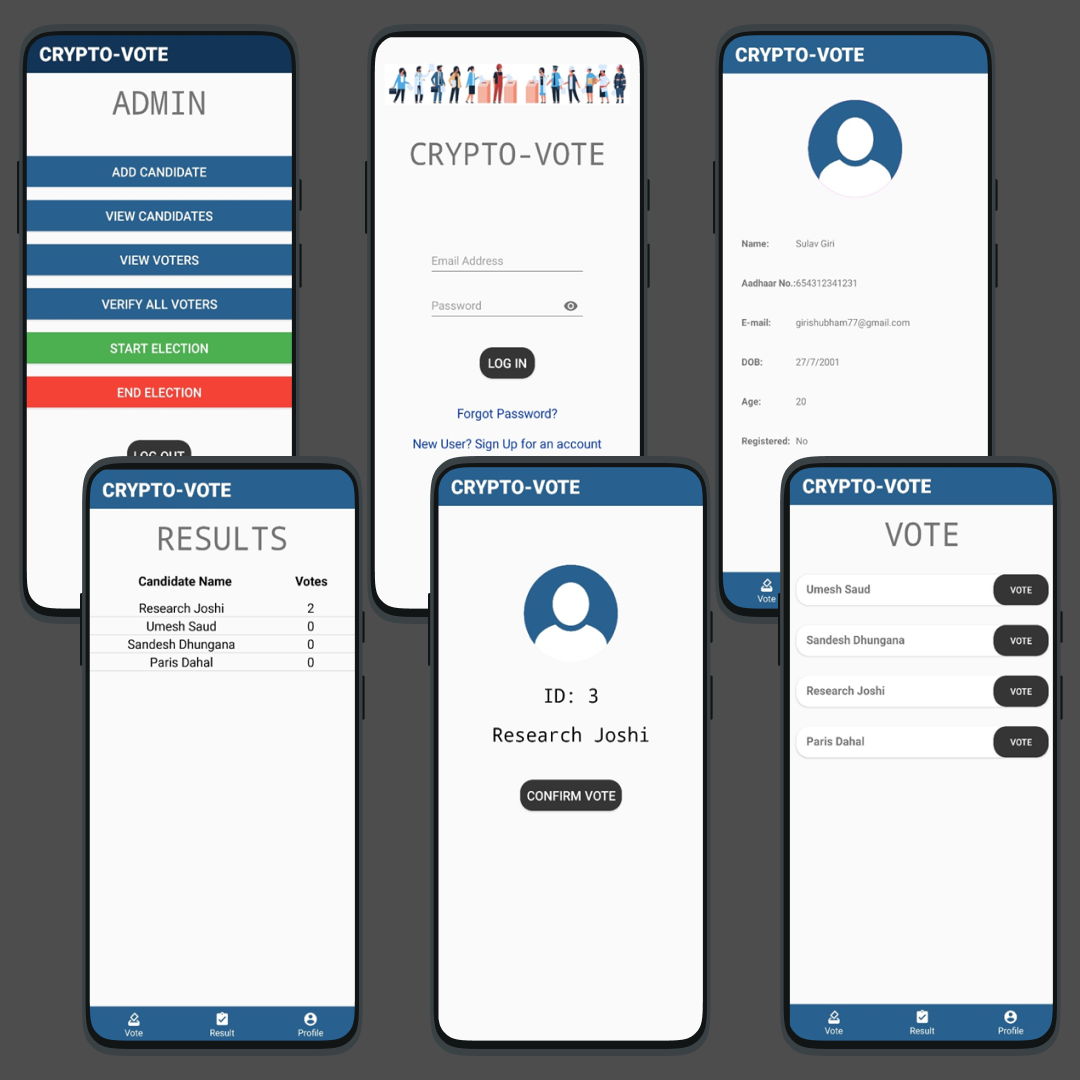 CRYPTO-VOTE
ADMIN
ADD CANDIDATE
VIEW CANDIDATES
VIEW VOTERS
VERIFY ALL VOTERS
START ELECTION
END ELECTION
LOG OUT
CRYPTO-VOTE
Email Address
Password
LOG IN
Forgot Password?
New User? Sign Up for an account
CRYPTO-VOTE
Name: Sulav Giri
Aadhaar No.:654312341231
E-mail: girishubham77@gmail.com
DOB: 27/7/2001
Age: 20
Registered: No
Vote
CRYPTO-VOTE
RESULTS
Candidate Name Votes
Research Joshi 2
Umesh Saud 0
Sandesh Dhungana 0
Paris Dahal 0
Vote Result Profile
CRYPTO-VOTE
ID: 3
Research Joshi
CONFIRM VOTE
CRYPTO-VOTE
VOTE
Umesh Saud VOTE
Sandesh Dhungana VOTE
Research Joshi VOTE
Paris Dahal VOTE
Vote Result Profile